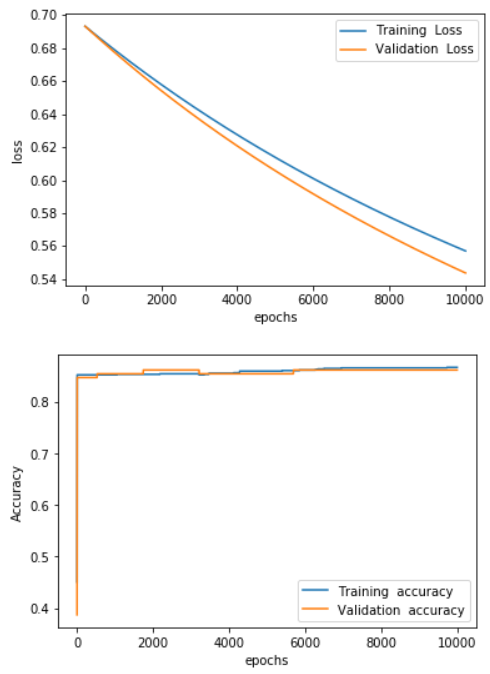 0.70
0.68
0.66
0.64
0.62
0.60
0.58
0.56
0.54
loss
Training Loss
Validation Loss
0 2000 4000 6000 8000 10000
epochs
0.8
0.7
0.6
0.5
0.4
Accuracy
Training accuracy
Validation accuracy
0 2000 4000 6000 8000 10000
epochs